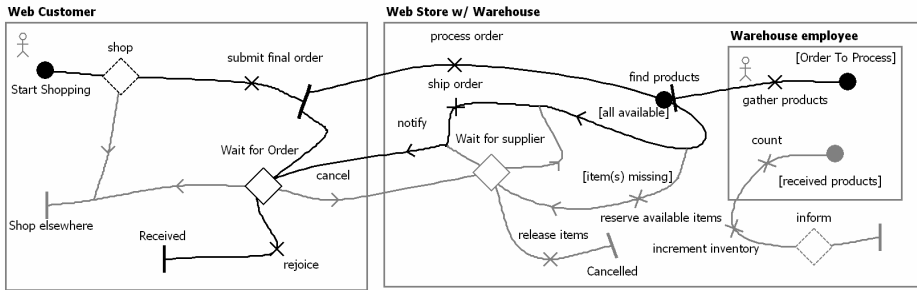 Web Customer
Web Store w/ Warehouse
process order
Warehouse employee
shop
submit final order
[Order To Process]
find products
Start Shopping
ship order
gather products
[all available]
notify
Wait for supplier
count
Wait for Order
cancel
[item(s) missing]
[received products]
Shop elsewhere
reserve available items
inform
Received
release items
increment inventory
rejoice
Cancelled